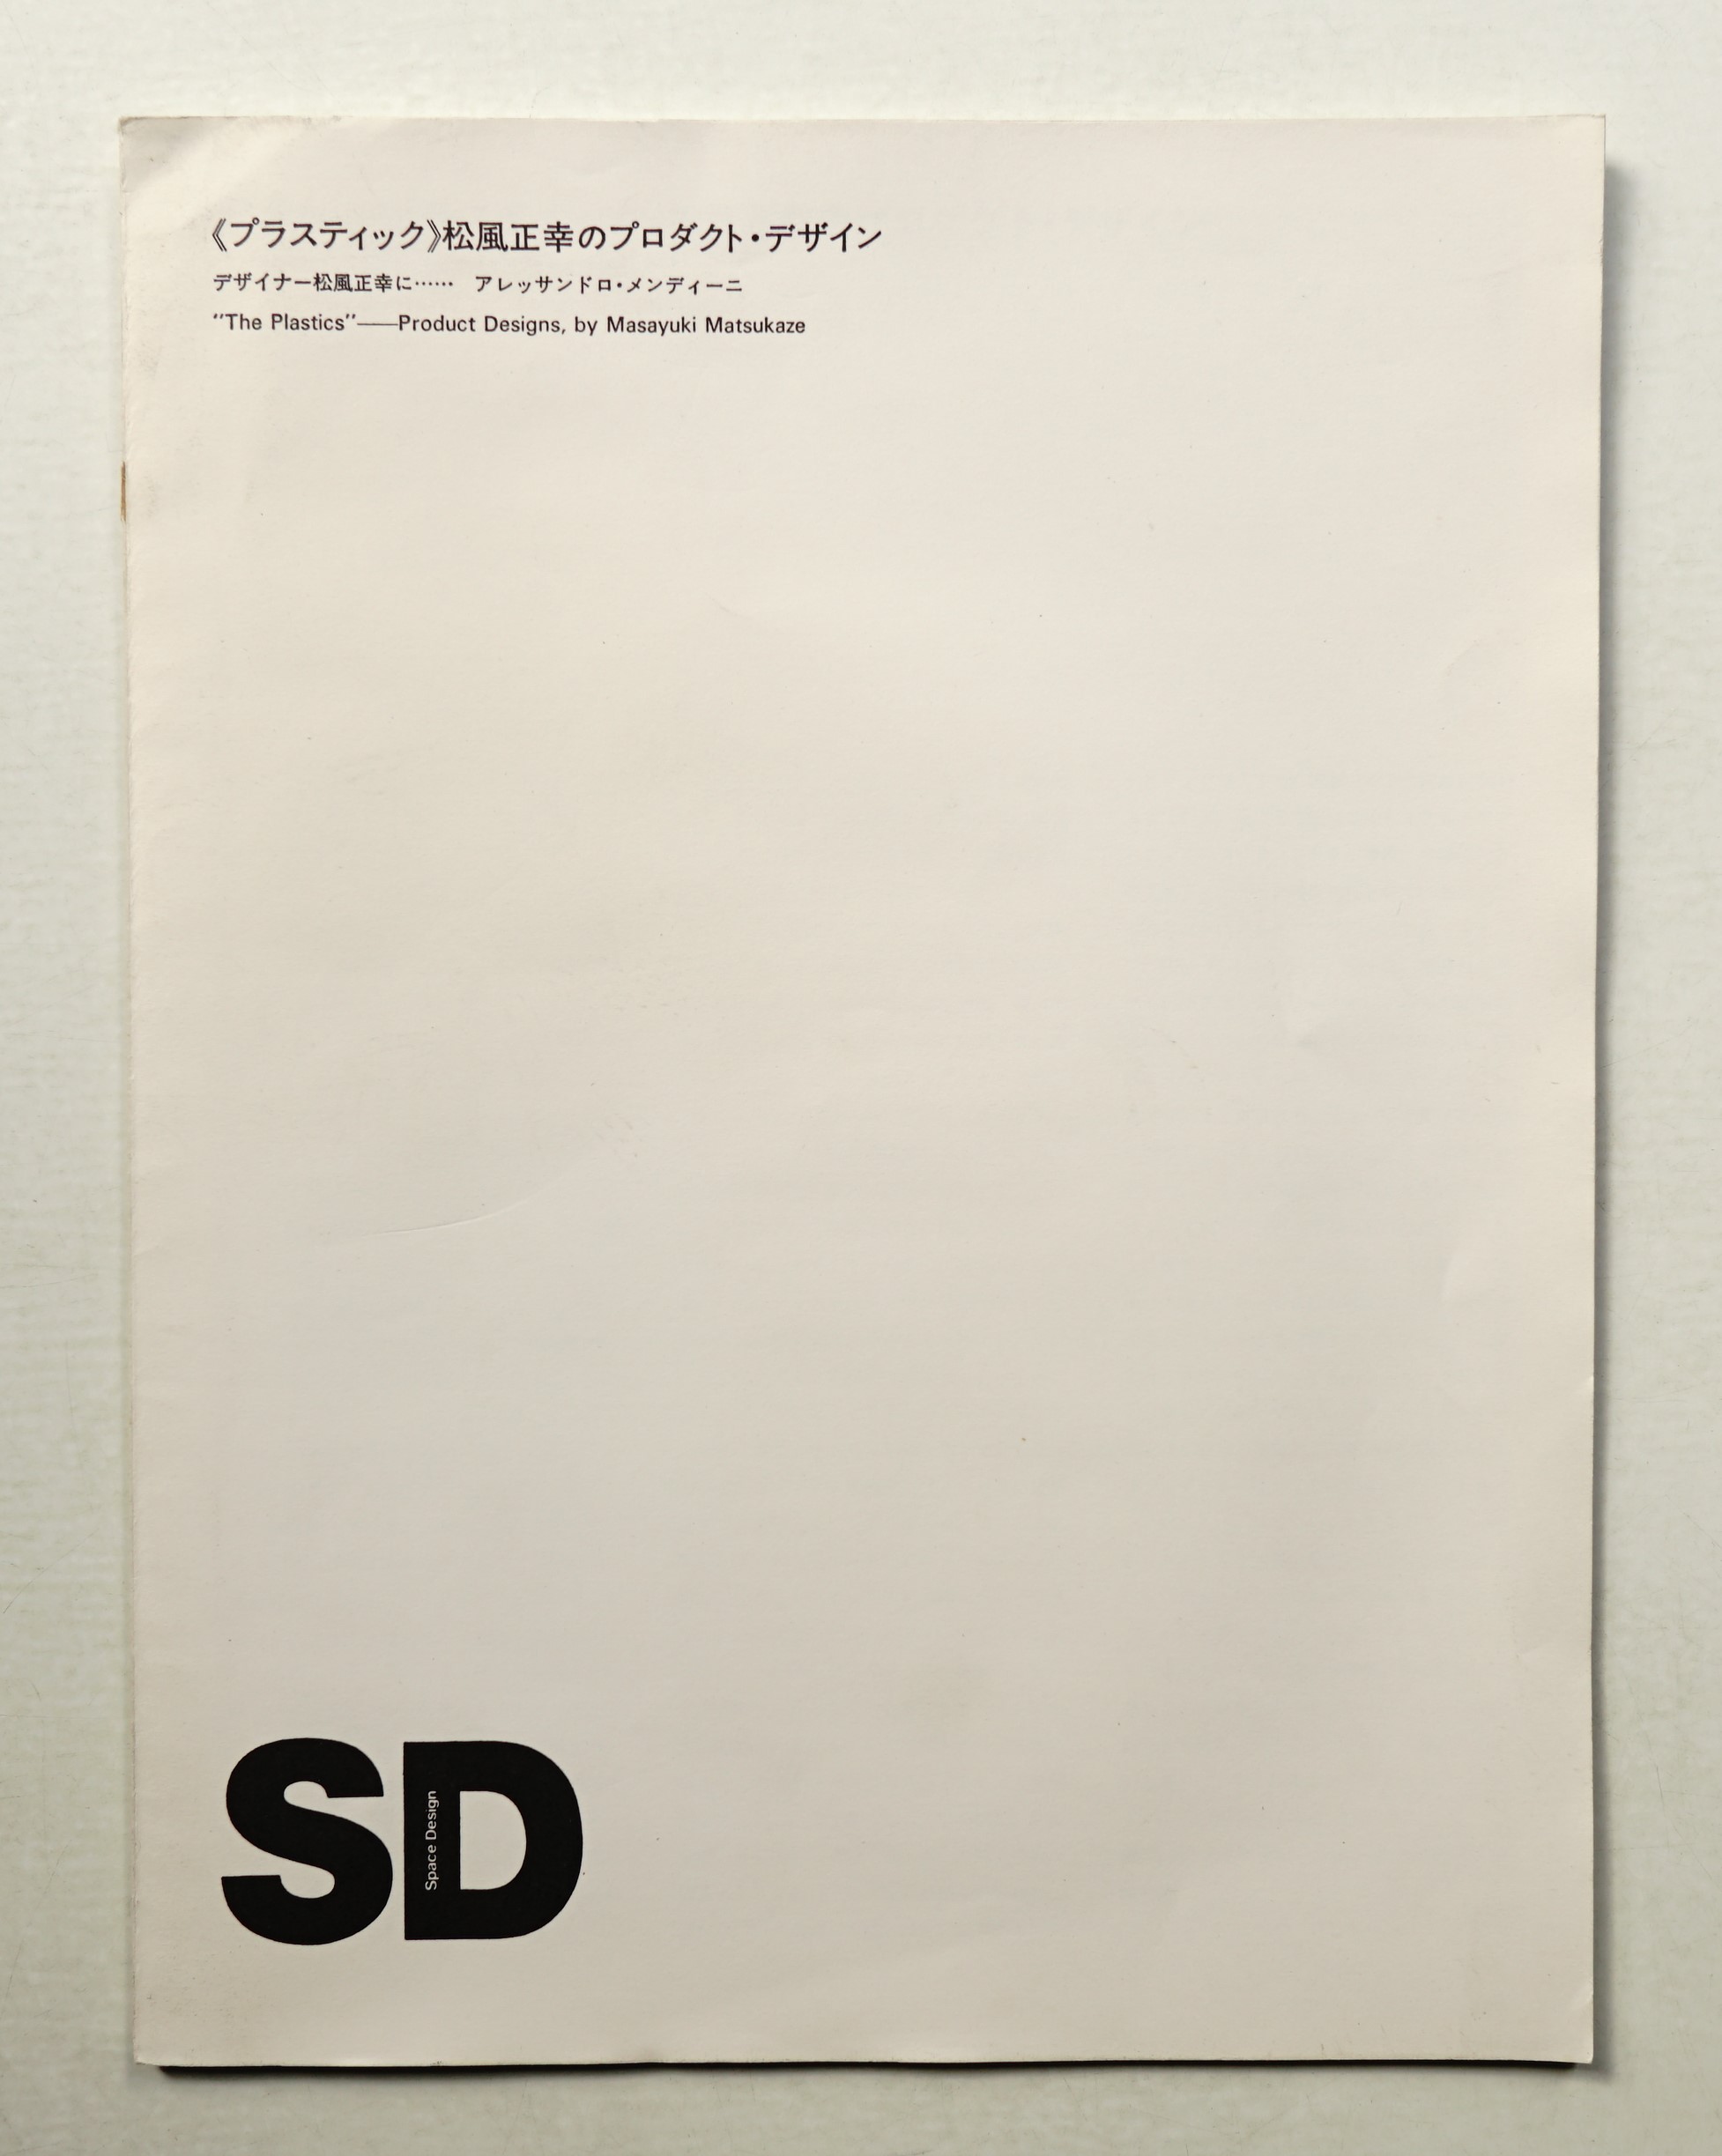 《プラスティック》松風正幸のプロダクト・デザイン
デザイナー松風正幸に…… アレッサンドロ・メンディーニ
“The Plastics”——Product Designs, by Masayuki Matsukaze
SD
Space Design